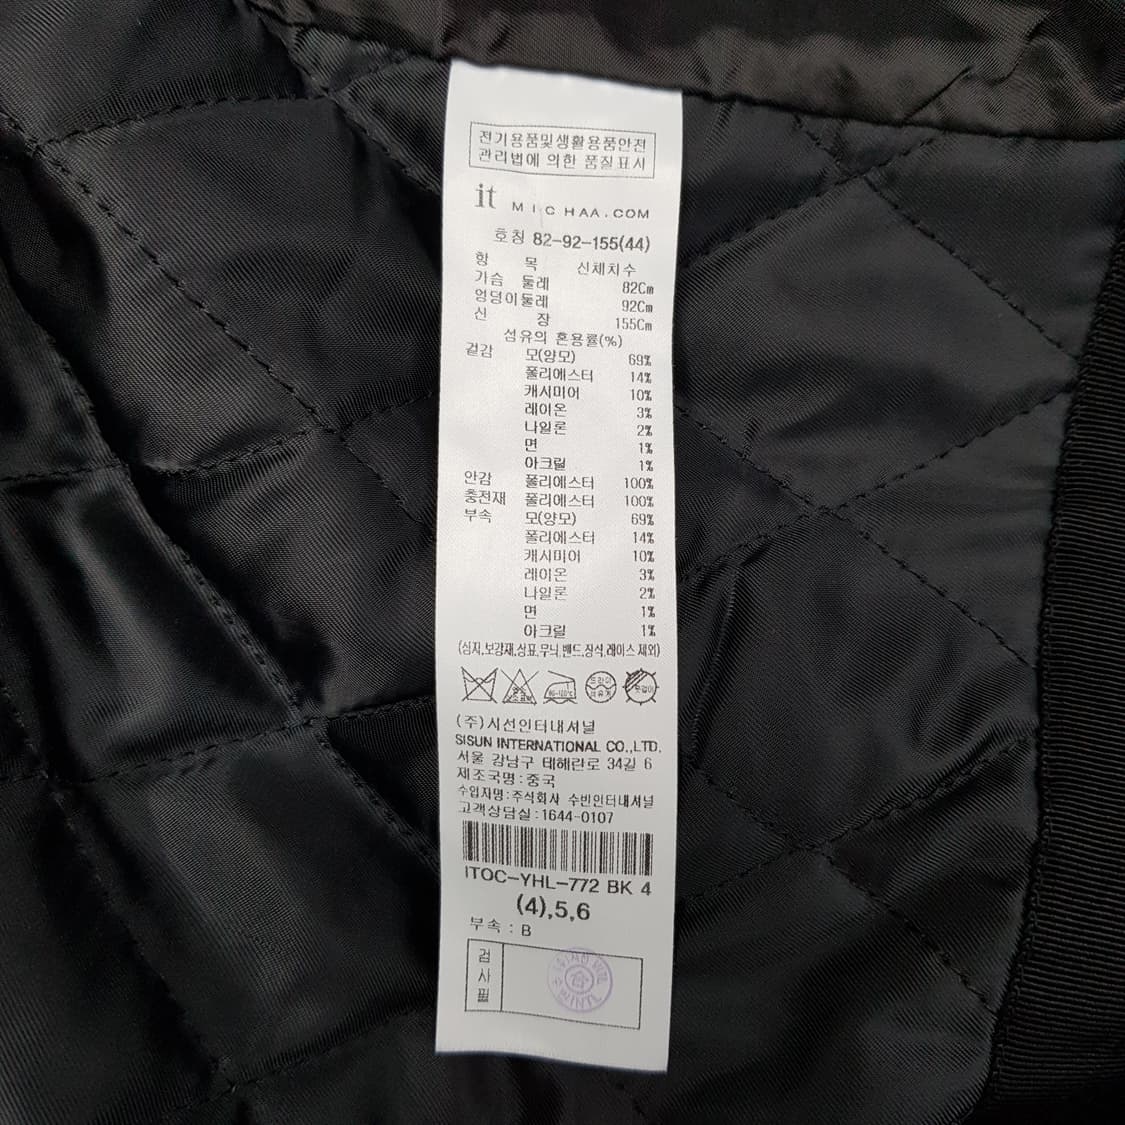 전기용품및생활용품안전
관리법에 의한 품질표시
it MICHAA.COM
호칭 82-92-155(44)
항 목 신체치수
가슴 둘레 82Cm
엉덩이둘레 92Cm
신 장 155Cm
섬유의 혼용률(%)
겉감 모(양모) 69%
폴리에스터 14%
캐시미어 10%
레이온 3%
나일론 2%
면 1%
아크릴 1%
안감 폴리에스터 100%
충전재 폴리에스터 100%
부속 모(양모) 69%
폴리에스터 14%
캐시미어 10%
레이온 3%
나일론 2%
면 1%
아크릴 1%
(심지,보강재,상표,무늬,밴드,장식,레이스 제외)
드라이
(주)시선인터내셔널
SISUN INTERNATIONAL CO.,LTD.
서울 강남구 테헤란로 34길 6
제조국명:중국
수입자명:주식회사 수빈인터내셔널
고객상담실:1644-0107
ITOC-YHL-772 BK 4
(4),5,6
부속 : B
검
사
필